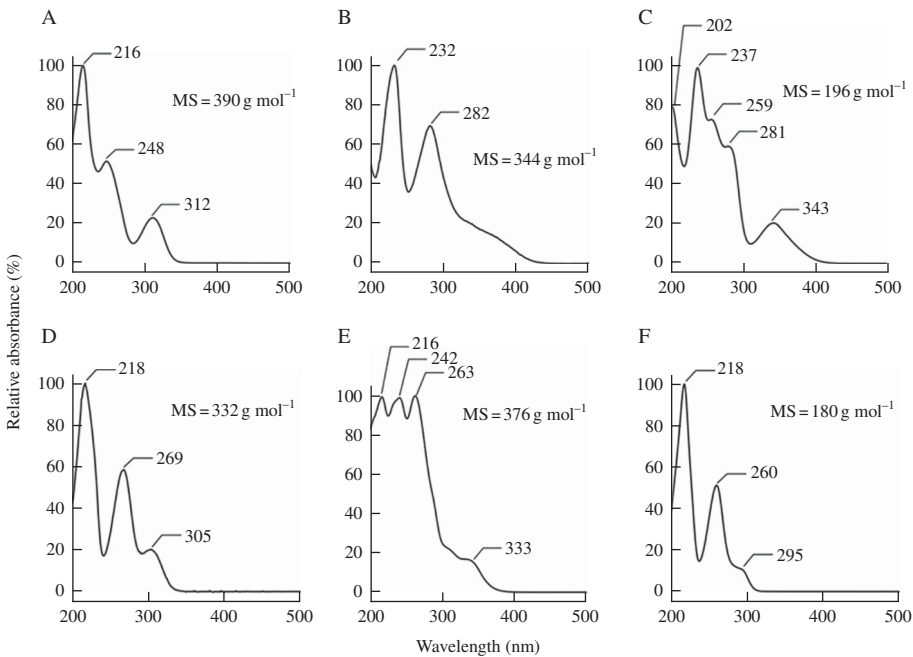 A
216
100
80
60
40
20
0
248
312
MS = 390 g mol⁻¹
200 300 400 500
B
232
100
80
60
40
20
0
282
MS = 344 g mol⁻¹
200 300 400 500
C
202
237
100
80
60
40
20
0
MS = 196 g mol⁻¹
259
281
343
200 300 400 500
Relative absorbance (%)
D
218
100
80
60
40
20
0
MS = 332 g mol⁻¹
269
305
200 300 400 500
E
216
242
263
100
80
60
40
20
0
MS = 376 g mol⁻¹
333
200 300 400 500
F
218
100
80
60
40
20
0
MS = 180 g mol⁻¹
260
295
200 300 400 500
Wavelength (nm)